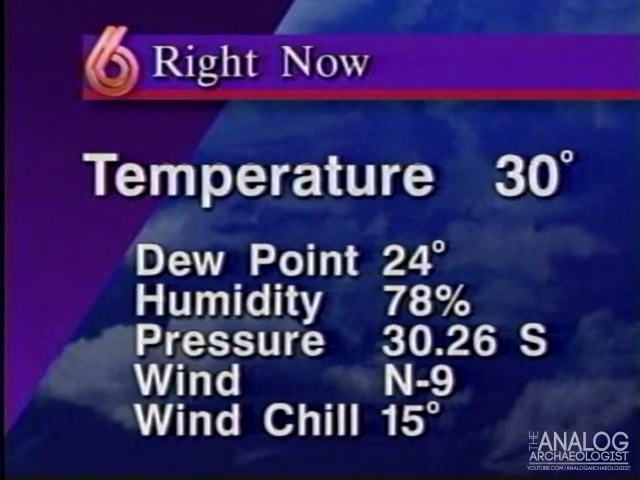 6 Right Now
Temperature 30°
Dew Point 24°
Humidity 78%
Pressure 30.26 S
Wind N-9
Wind Chill 15°
THE ANALOG
ARCHAEOLOGIST
YOUTUBE.COM/ANALOGARCHAEOLOGIST